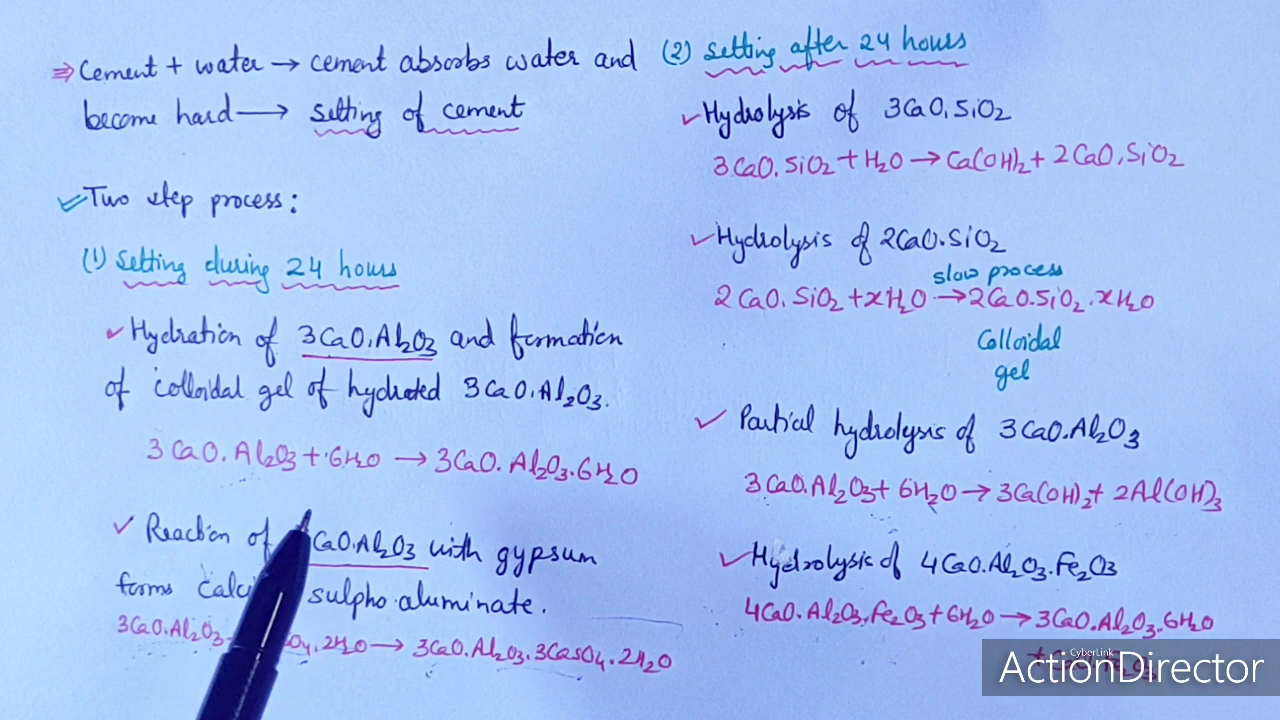 ⇒ Cement + water → cement absorbs water and
become hard → setting of cement
Two step process:
(1) Setting during 24 hours
Hydration of 3CaO.Al2O3 and formation
of colloidal gel of hydrated 3CaO.Al2O3.
3CaO.Al2O3 + 6H2O → 3CaO.Al2O3.6H2O
Reaction of CaO.Al2O3 with gypsum
forms sulpho.aluminate.
3CaO.Al2O3 .2H2O → 3CaO.Al2O3.3CaSO4.2H2O
(2) Setting after 24 hours
Hydrolysis of 3CaO.SiO2
3CaO.SiO2 + H2O → Ca(OH)2 + 2CaO.SiO2
Hydrolysis of 2CaO.SiO2
slow process
2CaO.SiO2 + xH2O → 2CaO.SiO2.xH2O
Colloidal
gel
Partial hydrolysis of 3CaO.Al2O3
3CaO.Al2O3 + 6H2O → 3Ca(OH)2 + 2Al(OH)3
Hydrolysis of 4CaO.Al2O3.Fe2O3
4CaO.Al2O3.Fe2O3 + 6H2O → 3CaO.Al2O3.6H2O
CyberLink
ActionDirector